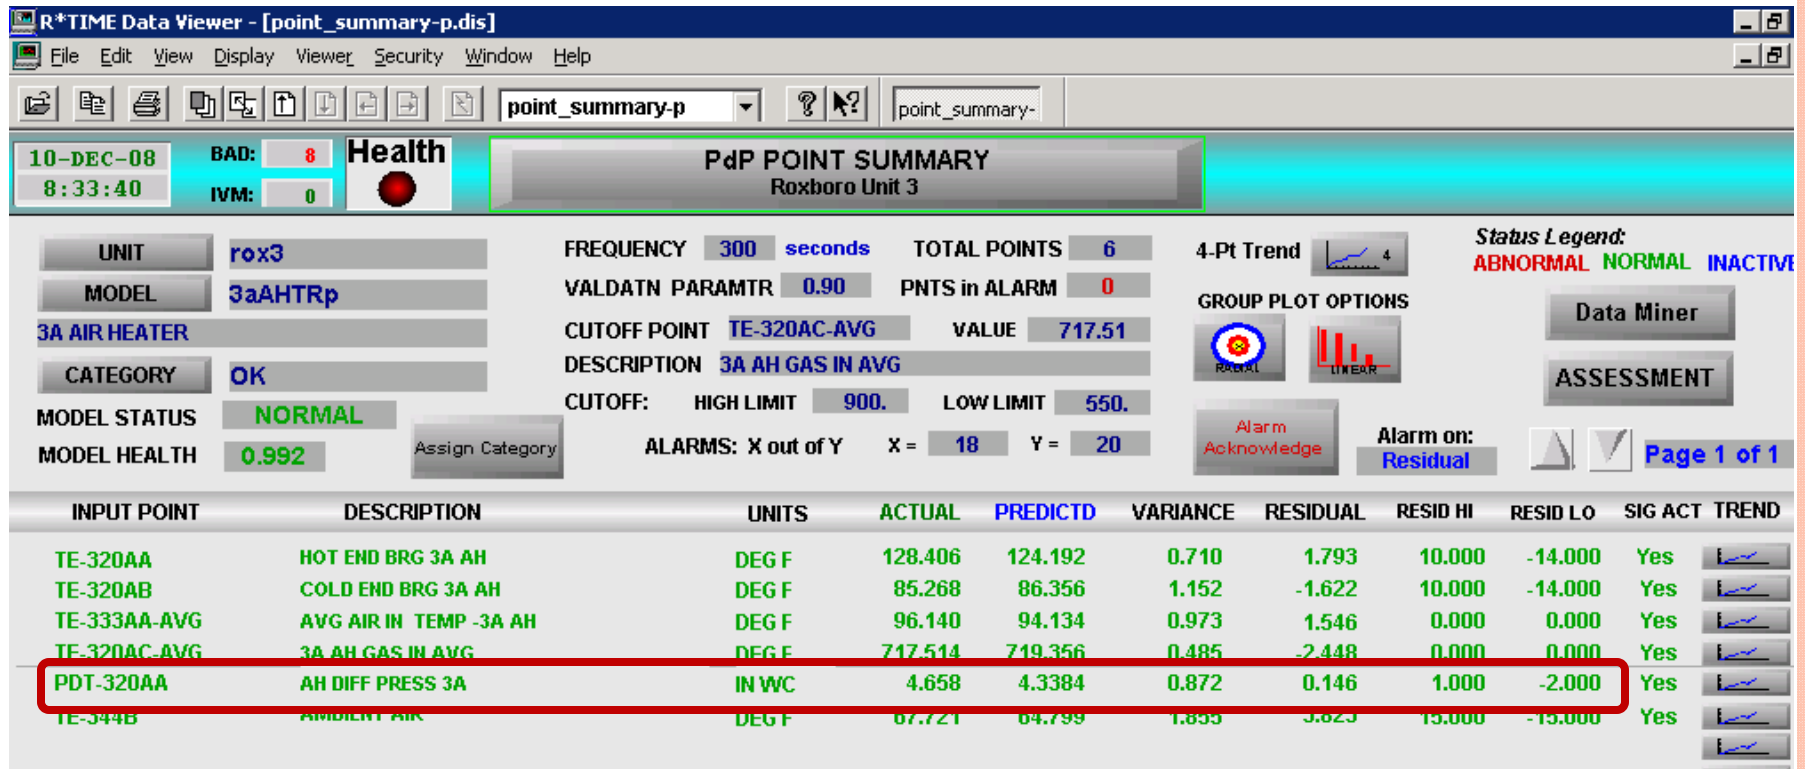 R*TIME Data Viewer - [point_summary-p.dis]
File Edit View Display Viewer Security Window Help
point_summary-p point_summary-
10-DEC-08 BAD: 8 Health PdP POINT SUMMARY
8:33:40 IVM: 0 Roxboro Unit 3
UNIT rox3 FREQUENCY 300 seconds TOTAL POINTS 6 4-Pt Trend 4 Status Legend:
ABNORMAL NORMAL INACTIVE
MODEL 3aAHTRp VALDATN PARAMTR 0.90 PNTS in ALARM 0 GROUP PLOT OPTIONS Data Miner
3A AIR HEATER CUTOFF POINT TE-320AC-AVG VALUE 717.51
DESCRIPTION 3A AH GAS IN AVG RADIAL LINEAR
CATEGORY OK ASSESSMENT
MODEL STATUS NORMAL CUTOFF: HIGH LIMIT 900. LOW LIMIT 550.
MODEL HEALTH 0.992 Assign Category ALARMS: X out of Y X = 18 Y = 20 Alarm Acknowledge Alarm on: Residual Page 1 of 1
INPUT POINT DESCRIPTION UNITS ACTUAL PREDICTD VARIANCE RESIDUAL RESID HI RESID LO SIG ACT TREND
TE-320AA HOT END BRG 3A AH DEG F 128.406 124.192 0.710 1.793 10.000 -14.000 Yes
TE-320AB COLD END BRG 3A AH DEG F 85.268 86.356 1.152 -1.622 10.000 -14.000 Yes
TE-333AA-AVG AVG AIR IN TEMP -3A AH DEG F 96.140 94.134 0.973 1.546 0.000 0.000 Yes
TE-320AC-AVG 3A AH GAS IN AVG DEG F 717.514 719.356 0.485 -2.448 0.000 0.000 Yes
PDT-320AA AH DIFF PRESS 3A IN WC 4.658 4.3384 0.872 0.146 1.000 -2.000 Yes
TE-344B AMBIENT AIR DEG F 67.721 64.799 1.855 3.823 15.000 -15.000 Yes